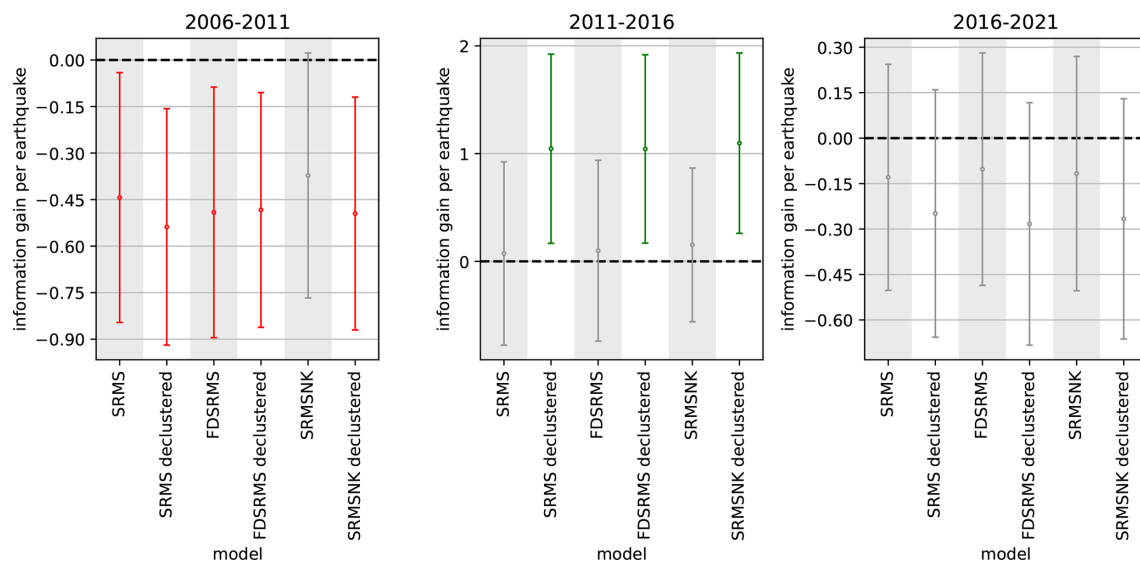 2006-2011
information gain per earthquake
0.00
−0.15
−0.30
−0.45
−0.60
−0.75
−0.90
SRMS
SRMS declustered
FDSRMS
FDSRMS declustered
SRMSNK
SRMSNK declustered
model
2011-2016
information gain per earthquake
2
1
0
SRMS
SRMS declustered
FDSRMS
FDSRMS declustered
SRMSNK
SRMSNK declustered
model
2016-2021
information gain per earthquake
0.30
0.15
0.00
−0.15
−0.30
−0.45
−0.60
SRMS
SRMS declustered
FDSRMS
FDSRMS declustered
SRMSNK
SRMSNK declustered
model